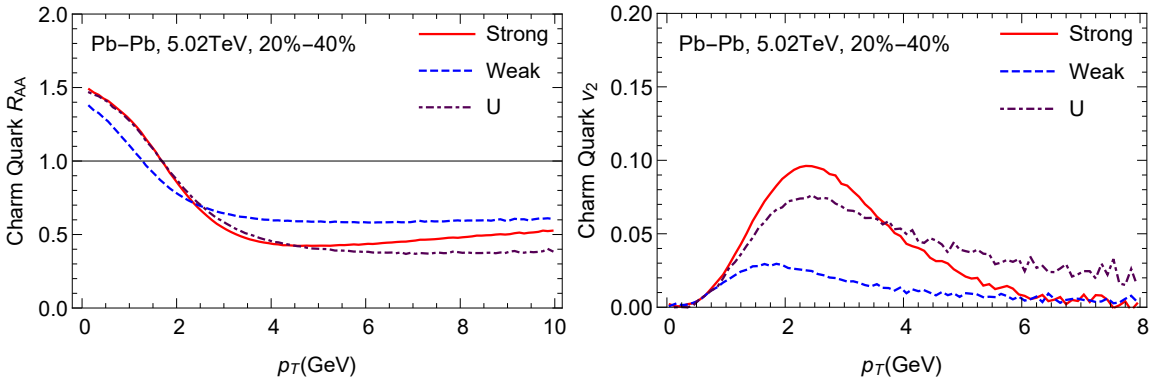 Pb-Pb, 5.02TeV, 20%-40%
Strong
Weak
U
Charm Quark R_AA
2.0
1.5
1.0
0.5
0.0
0 2 4 6 8 10
p_T(GeV)
Pb-Pb, 5.02TeV, 20%-40%
Strong
Weak
U
Charm Quark v_2
0.20
0.15
0.10
0.05
0.00
0 2 4 6 8
p_T(GeV)